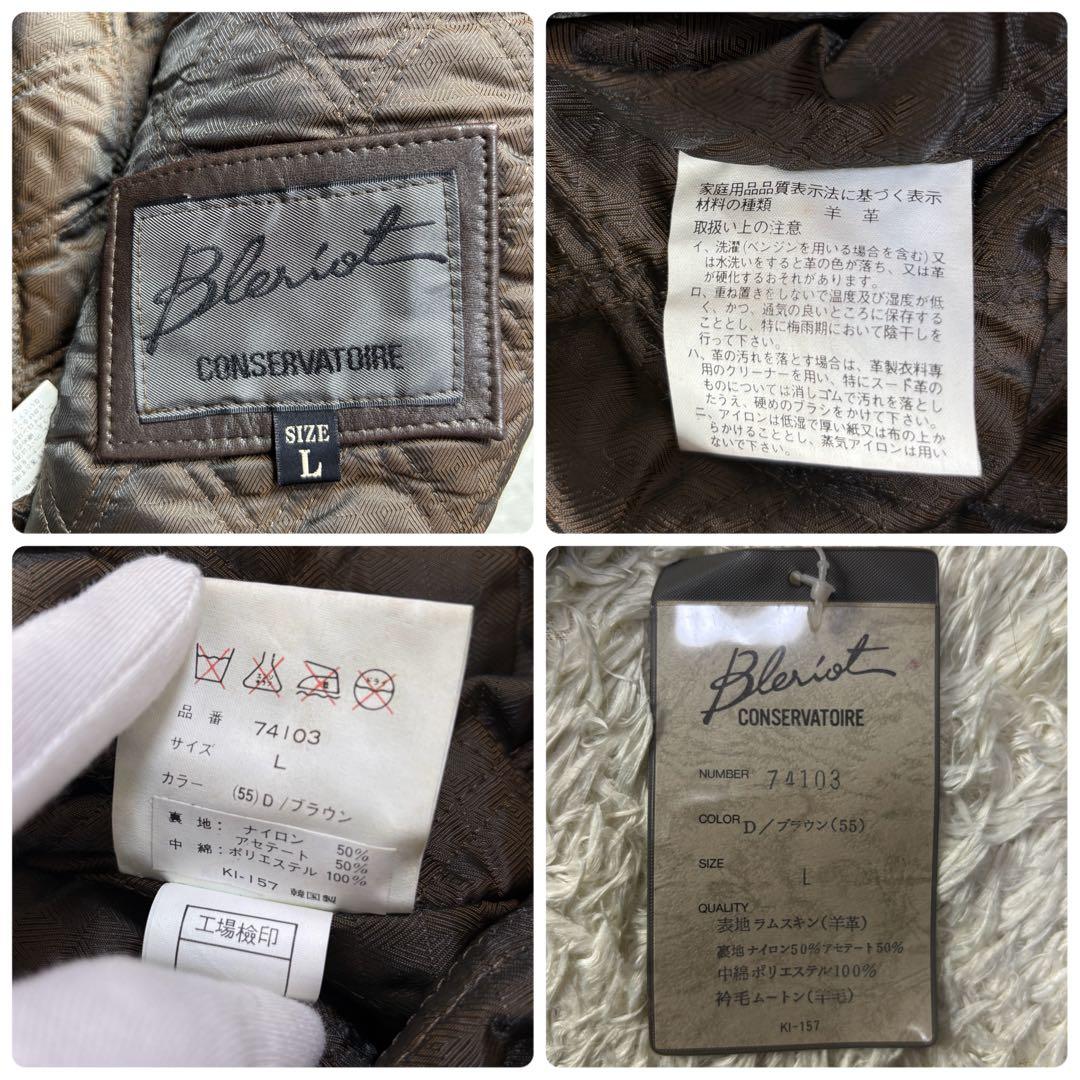 Bleriot
CONSERVATOIRE
SIZE
L
家庭用品品質表示法に基づく表示
材料の種類 羊革
取扱い上の注意
イ、洗濯(ベンジンを用いる場合を含む)又
は水洗いをすると革の色が落ち、又は革
が硬化するおそれがあります。
ロ、重ね置きをしないで温度及び湿度が低
く、かつ、通気の良いところに保存する
こととし、特に梅雨期において陰干しを
行って下さい。
ハ、革の汚れを落とす場合は、革製衣料専
用のクリーナーを用い、特にスード革の
ものについては消しゴムで汚れを落とし
たうえ、硬めのブラシをかけて下さい。
ニ、アイロンは低温で厚い紙又は布の上か
らかけることとし、蒸気アイロンは用い
ないで下さい。
品番 74103
サイズ L
カラー (55)D/ブラウン
裏地:ナイロン 50%
アセテート 50%
中綿:ポリエステル 100%
KI-157 韓国製
工場檢印
Bleriot
CONSERVATOIRE
NUMBER 74103
COLOR D/ブラウン(55)
SIZE L
QUALITY
表地ラムスキン(羊革)
裏地ナイロン50%アセテート50%
中綿ポリエステル100%
衿毛ムートン(羊毛)
KI-157